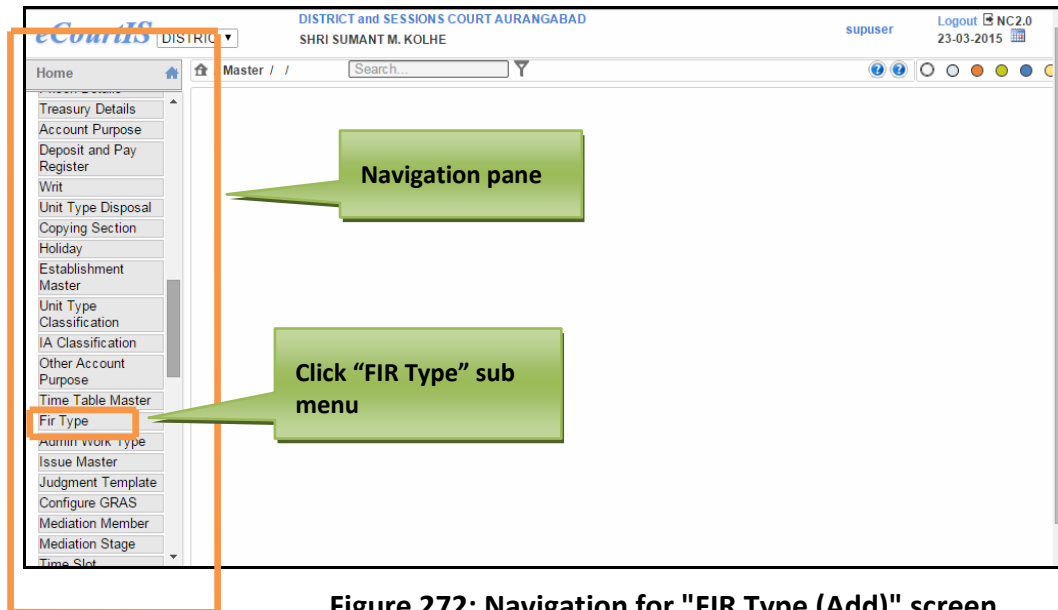 eCourtIS DISTRIC
DISTRICT and SESSIONS COURT AURANGABAD
SHRI SUMANT M. KOLHE
supuser
Logout NC2.0
23-03-2015
Home
/ Master / /
Search...
Prison Details
Treasury Details
Account Purpose
Deposit and Pay
Register
Writ
Unit Type Disposal
Copying Section
Holiday
Establishment
Master
Unit Type
Classification
IA Classification
Other Account
Purpose
Time Table Master
Fir Type
Admin Work Type
Issue Master
Judgment Template
Configure GRAS
Mediation Member
Mediation Stage
Time Slot
Navigation pane
Click “FIR Type” sub
menu
Figure 272: Navigation for "FIR Type (Add)" screen